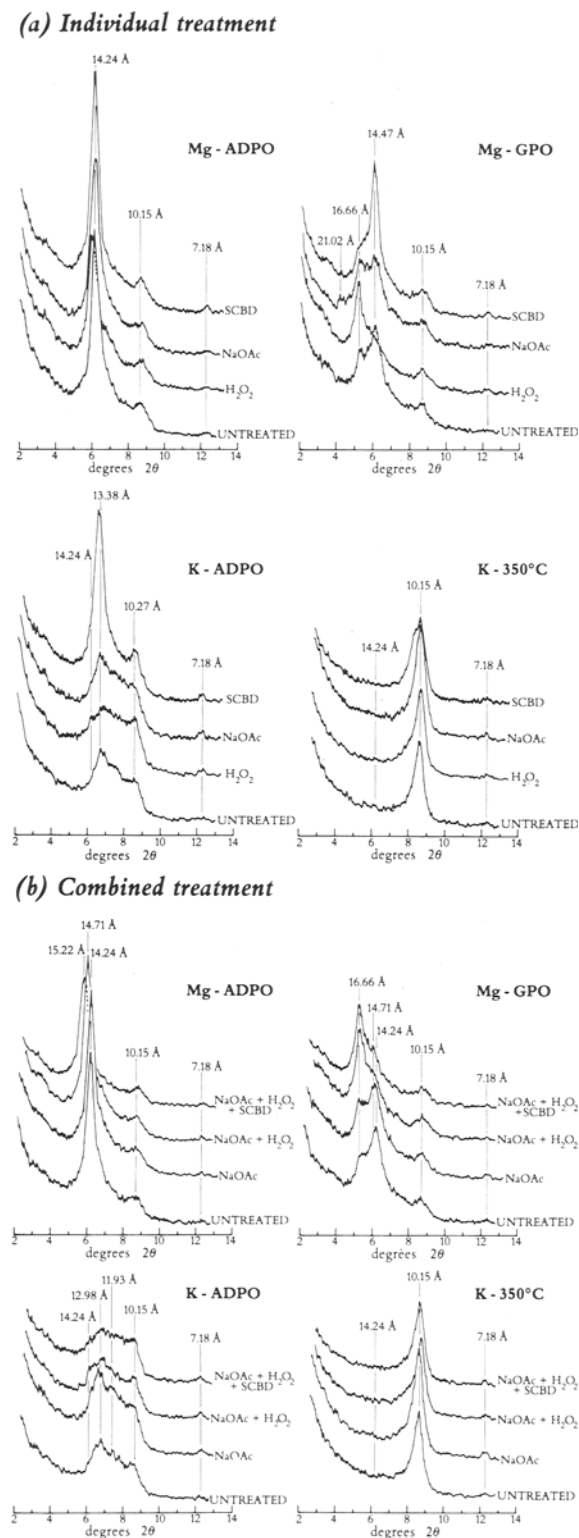 (a) Individual treatment
14.24 Å
Mg - ADPO
10.15 Å
7.18 Å
SCBD
NaOAc
H₂O₂
UNTREATED
2 4 6 8 10 12 14
degrees 2θ
14.47 Å
Mg - GPO
16.66 Å
21.02 Å
10.15 Å
7.18 Å
SCBD
NaOAc
H₂O₂
UNTREATED
2 4 6 8 10 12 14
degrees 2θ
13.38 Å
14.24 Å
K - ADPO
10.27 Å
7.18 Å
SCBD
NaOAc
H₂O₂
UNTREATED
2 4 6 8 10 12 14
degrees 2θ
K - 350°C
10.15 Å
14.24 Å
7.18 Å
SCBD
NaOAc
H₂O₂
UNTREATED
2 4 6 8 10 12 14
degrees 2θ
(b) Combined treatment
14.71 Å
15.22 Å
14.24 Å
Mg - ADPO
10.15 Å
7.18 Å
NaOAc + H₂O₂
+ SCBD
NaOAc + H₂O₂
NaOAc
UNTREATED
2 4 6 8 10 12 14
degrees 2θ
Mg - GPO
16.66 Å
14.71 Å
14.24 Å
10.15 Å
7.18 Å
NaOAc + H₂O₂
+SCBD
NaOAc + H₂O₂
NaOAc
UNTREATED
2 4 6 8 10 12 14
degrèes 2θ
K - ADPO
11.93 Å
12.98 Å
14.24 Å
10.15 Å
7.18 Å
NaOAc + H₂O₂
+ SCBD
NaOAc + H₂O₂
NaOAc
UNTREATED
2 4 6 8 10 12 14
degrees 2θ
K - 350°C
10.15 Å
14.24 Å
7.18 Å
NaOAc + H₂O₂
+ SCBD
NaOAc + H₂O₂
NaOAc
UNTREATED
2 4 6 8 10 12 14
degrees 2θ